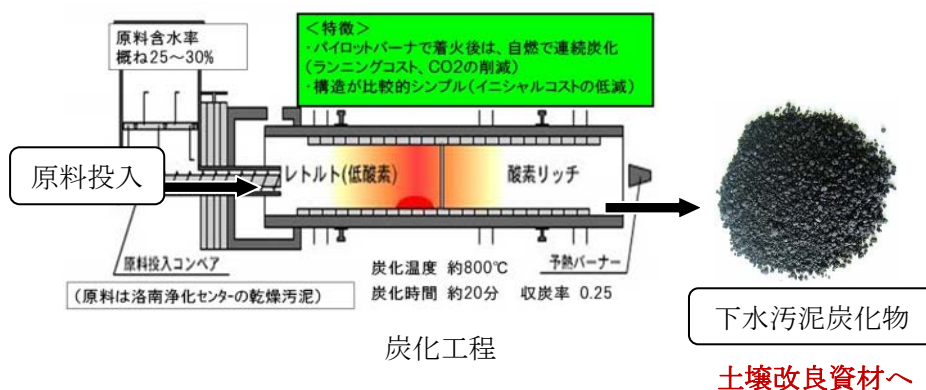 原料含水率
概ね25～30%
＜特徴＞
・パイロットバーナで着火後は、自燃で連続炭化
(ランニングコスト、CO2の削減)
・構造が比較的シンプル(イニシャルコストの低減)
原料投入
レトルト(低酸素)
酸素リッチ
原料投入コンベア
予熱バーナー
(原料は洛南浄化センターの乾燥汚泥)
炭化温度 約800℃
炭化時間 約20分 収炭率 0.25
炭化工程
下水汚泥炭化物
土壌改良資材へ